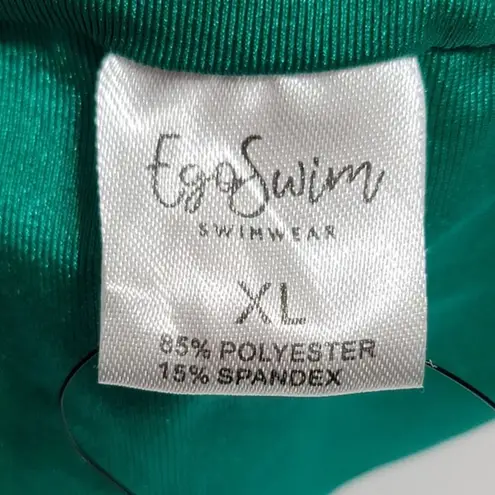 EgoSwim
SWIMWEAR
XL
85% POLYESTER
15% SPANDEX